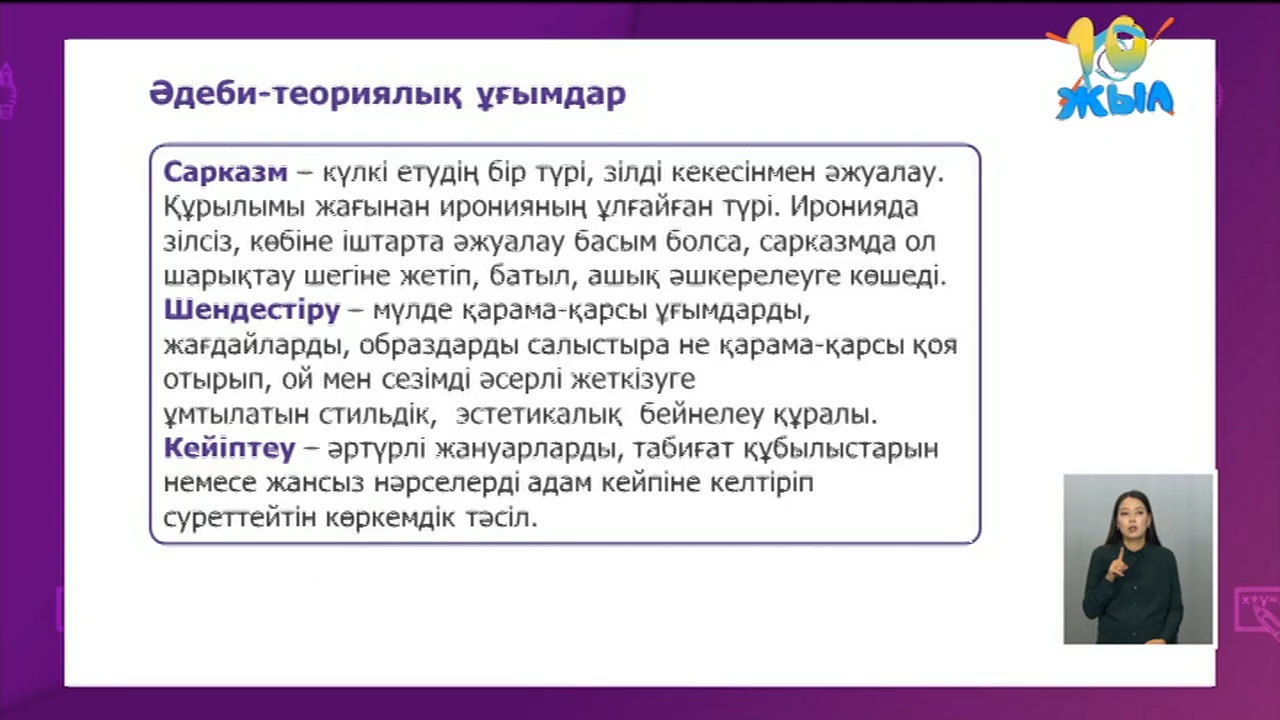 Әдеби-теориялық ұғымдар
10
ЖЫЛ
Сарказм – күлкі етудің бір түрі, зілді кекесінмен әжуалау.
Құрылымы жағынан иронияның ұлғайған түрі. Иронияда
зілсіз, көбіне іштарта әжуалау басым болса, сарказмда ол
шарықтау шегіне жетіп, батыл, ашық әшкерелеуге көшеді.
Шендестіру – мүлде қарама-қарсы ұғымдарды,
жағдайларды, образдарды салыстыра не қарама-қарсы қоя
отырып, ой мен сезімді әсерлі жеткізуге
ұмтылатын стильдік,  эстетикалық  бейнелеу құралы.
Кейіптеу – әртүрлі жануарларды, табиғат құбылыстарын
немесе жансыз нәрселерді адам кейпіне келтіріп
суреттейтін көркемдік тәсіл.
x+y=